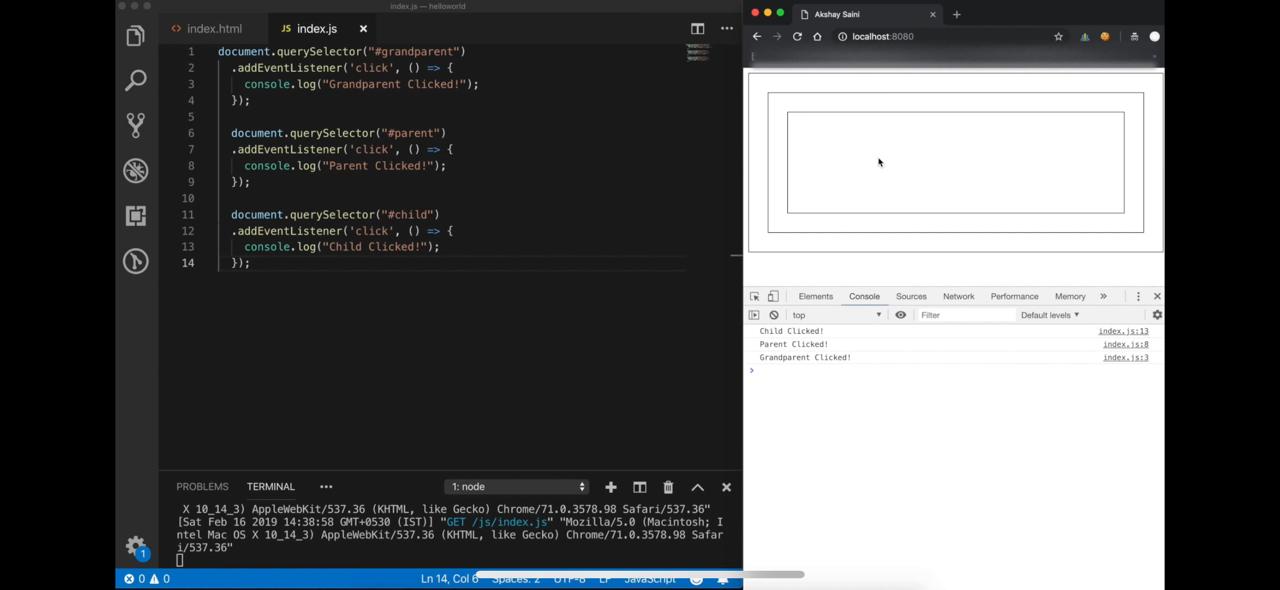 index.js — helloworld
index.html
JS index.js
1 document.querySelector("#grandparent")
2 .addEventListener('click', () => {
3 console.log("Grandparent Clicked!");
4 });
5
6 document.querySelector("#parent")
7 .addEventListener('click', () => {
8 console.log("Parent Clicked!");
9 });
10
11 document.querySelector("#child")
12 .addEventListener('click', () => {
13 console.log("Child Clicked!");
14 });
PROBLEMS TERMINAL 1: node
X 10_14_3) AppleWebKit/537.36 (KHTML, like Gecko) Chrome/71.0.3578.98 Safari/537.36"
[Sat Feb 16 2019 14:38:58 GMT+0530 (IST)] "GET /js/index.js" "Mozilla/5.0 (Macintosh; I
ntel Mac OS X 10_14_3) AppleWebKit/537.36 (KHTML, like Gecko) Chrome/71.0.3578.98 Safar
i/537.36"
1
0 0 Ln 14, Col 6 Spaces: 2 UTF-8 LF JavaScript
Akshay Saini
localhost:8080
Elements Console Sources Network Performance Memory
top Filter Default levels
Child Clicked! index.js:13
Parent Clicked! index.js:8
Grandparent Clicked! index.js:3